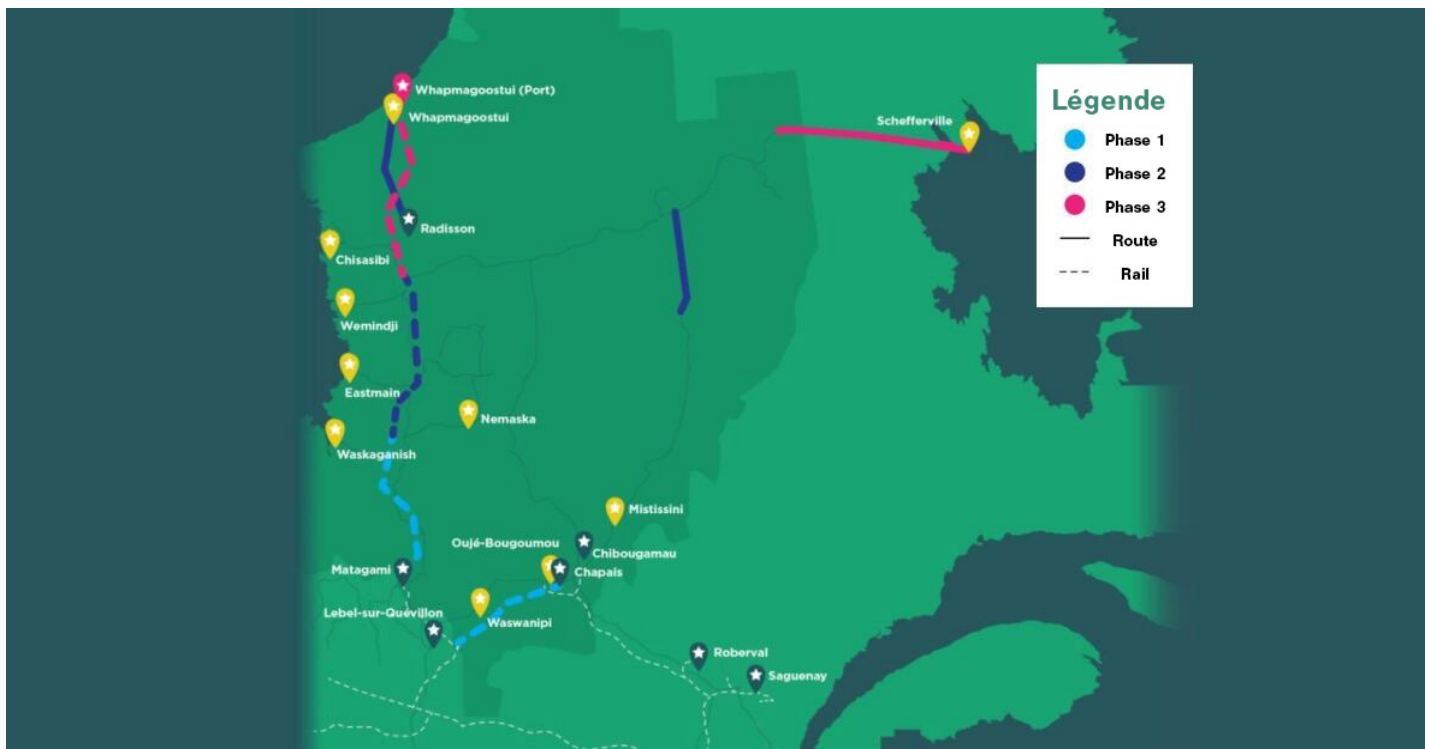 Whapmagoostui (Port)
Whapmagoostui
Schefferville
Radisson
Chisasibi
Wemindji
Eastmain
Nemaska
Waskaganish
Mistissini
Oujé-Bougoumou
Chibougamau
Matagami
Chapais
Lebel-sur-Quévillon
Waswanipi
Roberval
Saguenay
Légende
Phase 1
Phase 2
Phase 3
Route
Rail